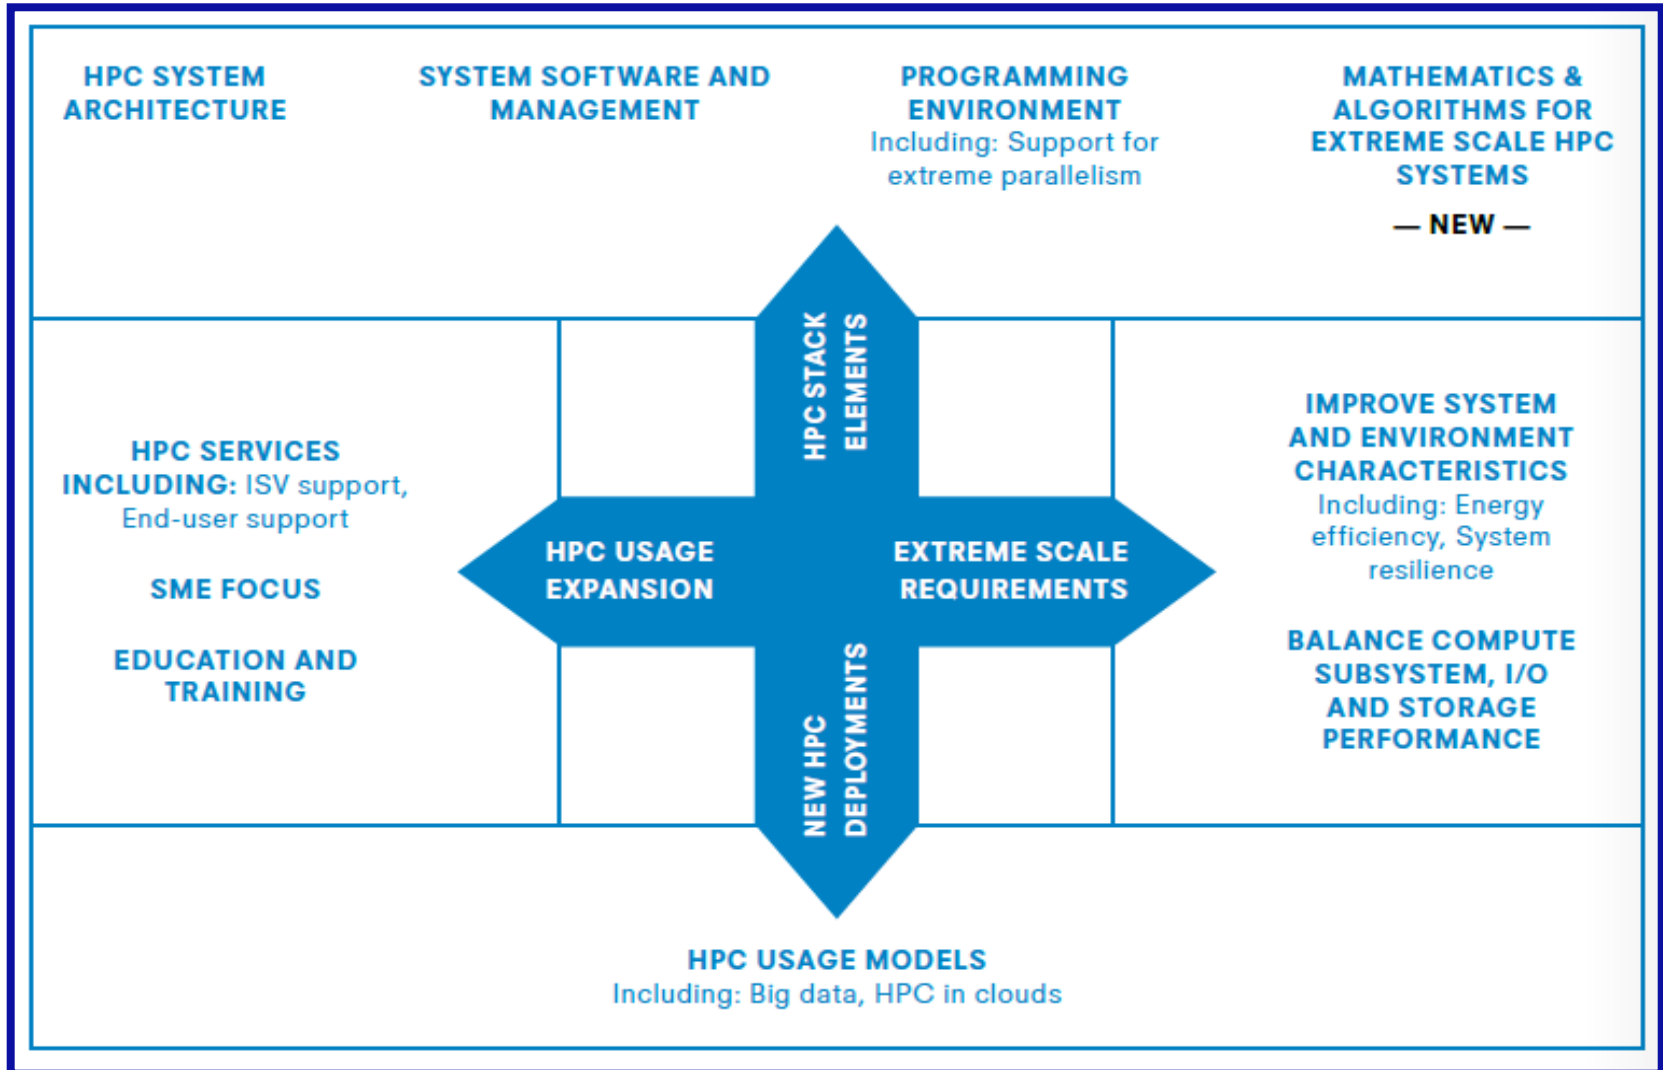 HPC SYSTEM
ARCHITECTURE
SYSTEM SOFTWARE AND
MANAGEMENT
PROGRAMMING
ENVIRONMENT
Including: Support for
extreme parallelism
MATHEMATICS &
ALGORITHMS FOR
EXTREME SCALE HPC
SYSTEMS
— NEW —
HPC STACK
ELEMENTS
HPC SERVICES
INCLUDING: ISV support,
End-user support
SME FOCUS
EDUCATION AND
TRAINING
HPC USAGE
EXPANSION
EXTREME SCALE
REQUIREMENTS
IMPROVE SYSTEM
AND ENVIRONMENT
CHARACTERISTICS
Including: Energy
efficiency, System
resilience
BALANCE COMPUTE
SUBSYSTEM, I/O
AND STORAGE
PERFORMANCE
NEW HPC
DEPLOYMENTS
HPC USAGE MODELS
Including: Big data, HPC in clouds